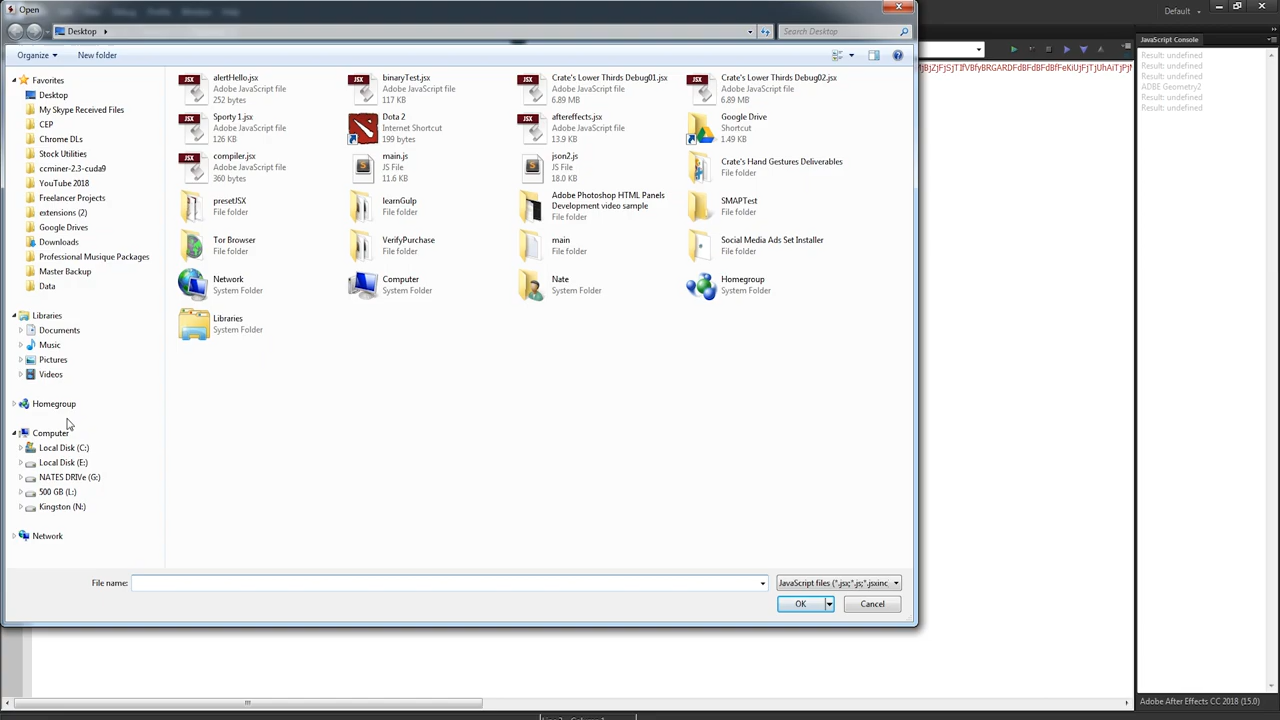 Open
Default
Desktop
Search Desktop
Organize
New folder
JavaScript Console
Favorites
Desktop
My Skype Received Files
CEP
Chrome DLs
Stock Utilities
ccminer-2.3-cuda9
YouTube 2018
Freelancer Projects
extensions (2)
Google Drives
Downloads
Professional Musique Packages
Master Backup
Data
Libraries
Documents
Music
Pictures
Videos
Homegroup
Computer
Local Disk (C:)
Local Disk (E:)
NATES DRIVe (G:)
500 GB (L:)
Kingston (N:)
Network
alertHello.jsx
Adobe JavaScript file
252 bytes
binaryTest.jsx
Adobe JavaScript file
117 KB
Crate's Lower Thirds Debug01.jsx
Adobe JavaScript file
6.89 MB
Crate's Lower Thirds Debug02.jsx
Adobe JavaScript file
6.89 MB
Sporty 1.jsx
Adobe JavaScript file
126 KB
Dota 2
Internet Shortcut
199 bytes
aftereffects.jsx
Adobe JavaScript file
13.9 KB
Google Drive
Shortcut
1.49 KB
compiler.jsx
Adobe JavaScript file
360 bytes
main.js
JS File
11.6 KB
json2.js
JS File
18.0 KB
Crate's Hand Gestures Deliverables
File folder
presetJSX
File folder
learnGulp
File folder
Adobe Photoshop HTML Panels
Development video sample
File folder
SMAPTest
File folder
Tor Browser
File folder
VerifyPurchase
File folder
main
File folder
Social Media Ads Set Installer
File folder
Network
System Folder
Computer
System Folder
Nate
System Folder
Homegroup
System Folder
Libraries
System Folder
File name:
JavaScript files (*.jsx;*.js;*.jsxinc
OK
Cancel
Result: undefined
Result: undefined
Result: undefined
ADBE Geometry2
Result: undefined
Result: undefined
Adobe After Effects CC 2018 (15.0)